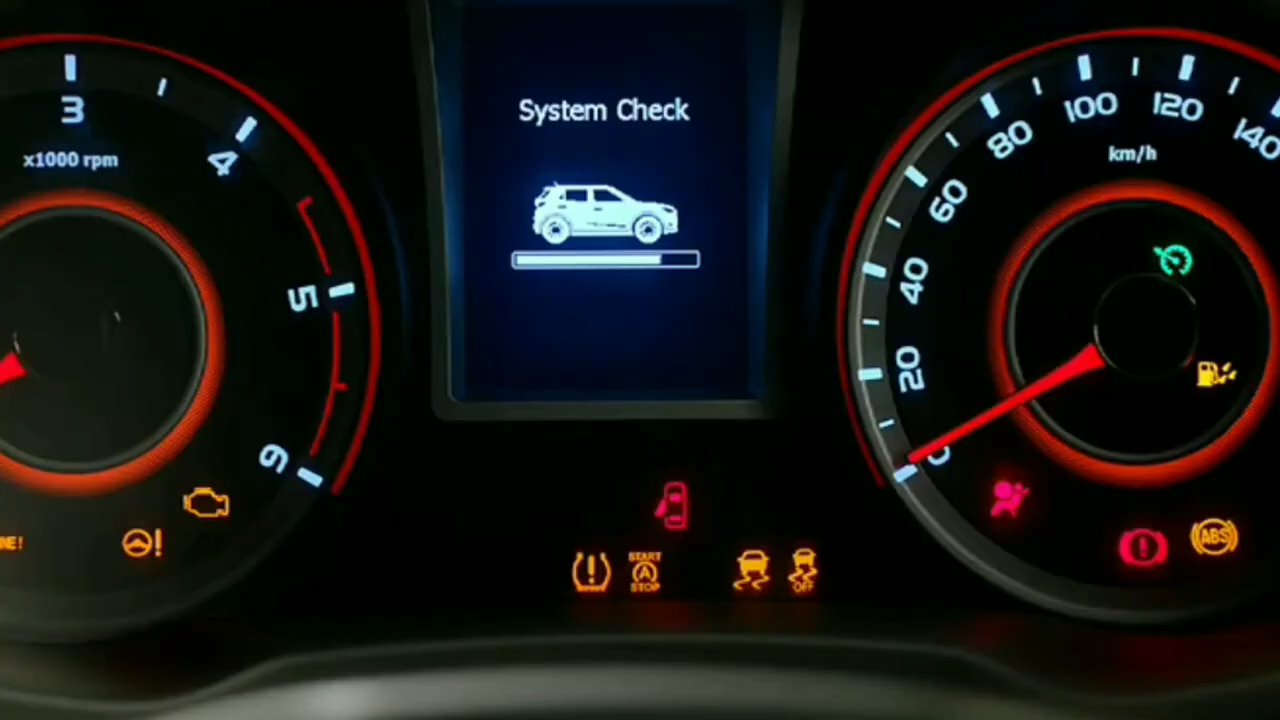 System Check
3
4
5
6
x1000 rpm
0
20
40
60
80
100
120
140
km/h
NE!
START
A
STOP
OFF
ABS